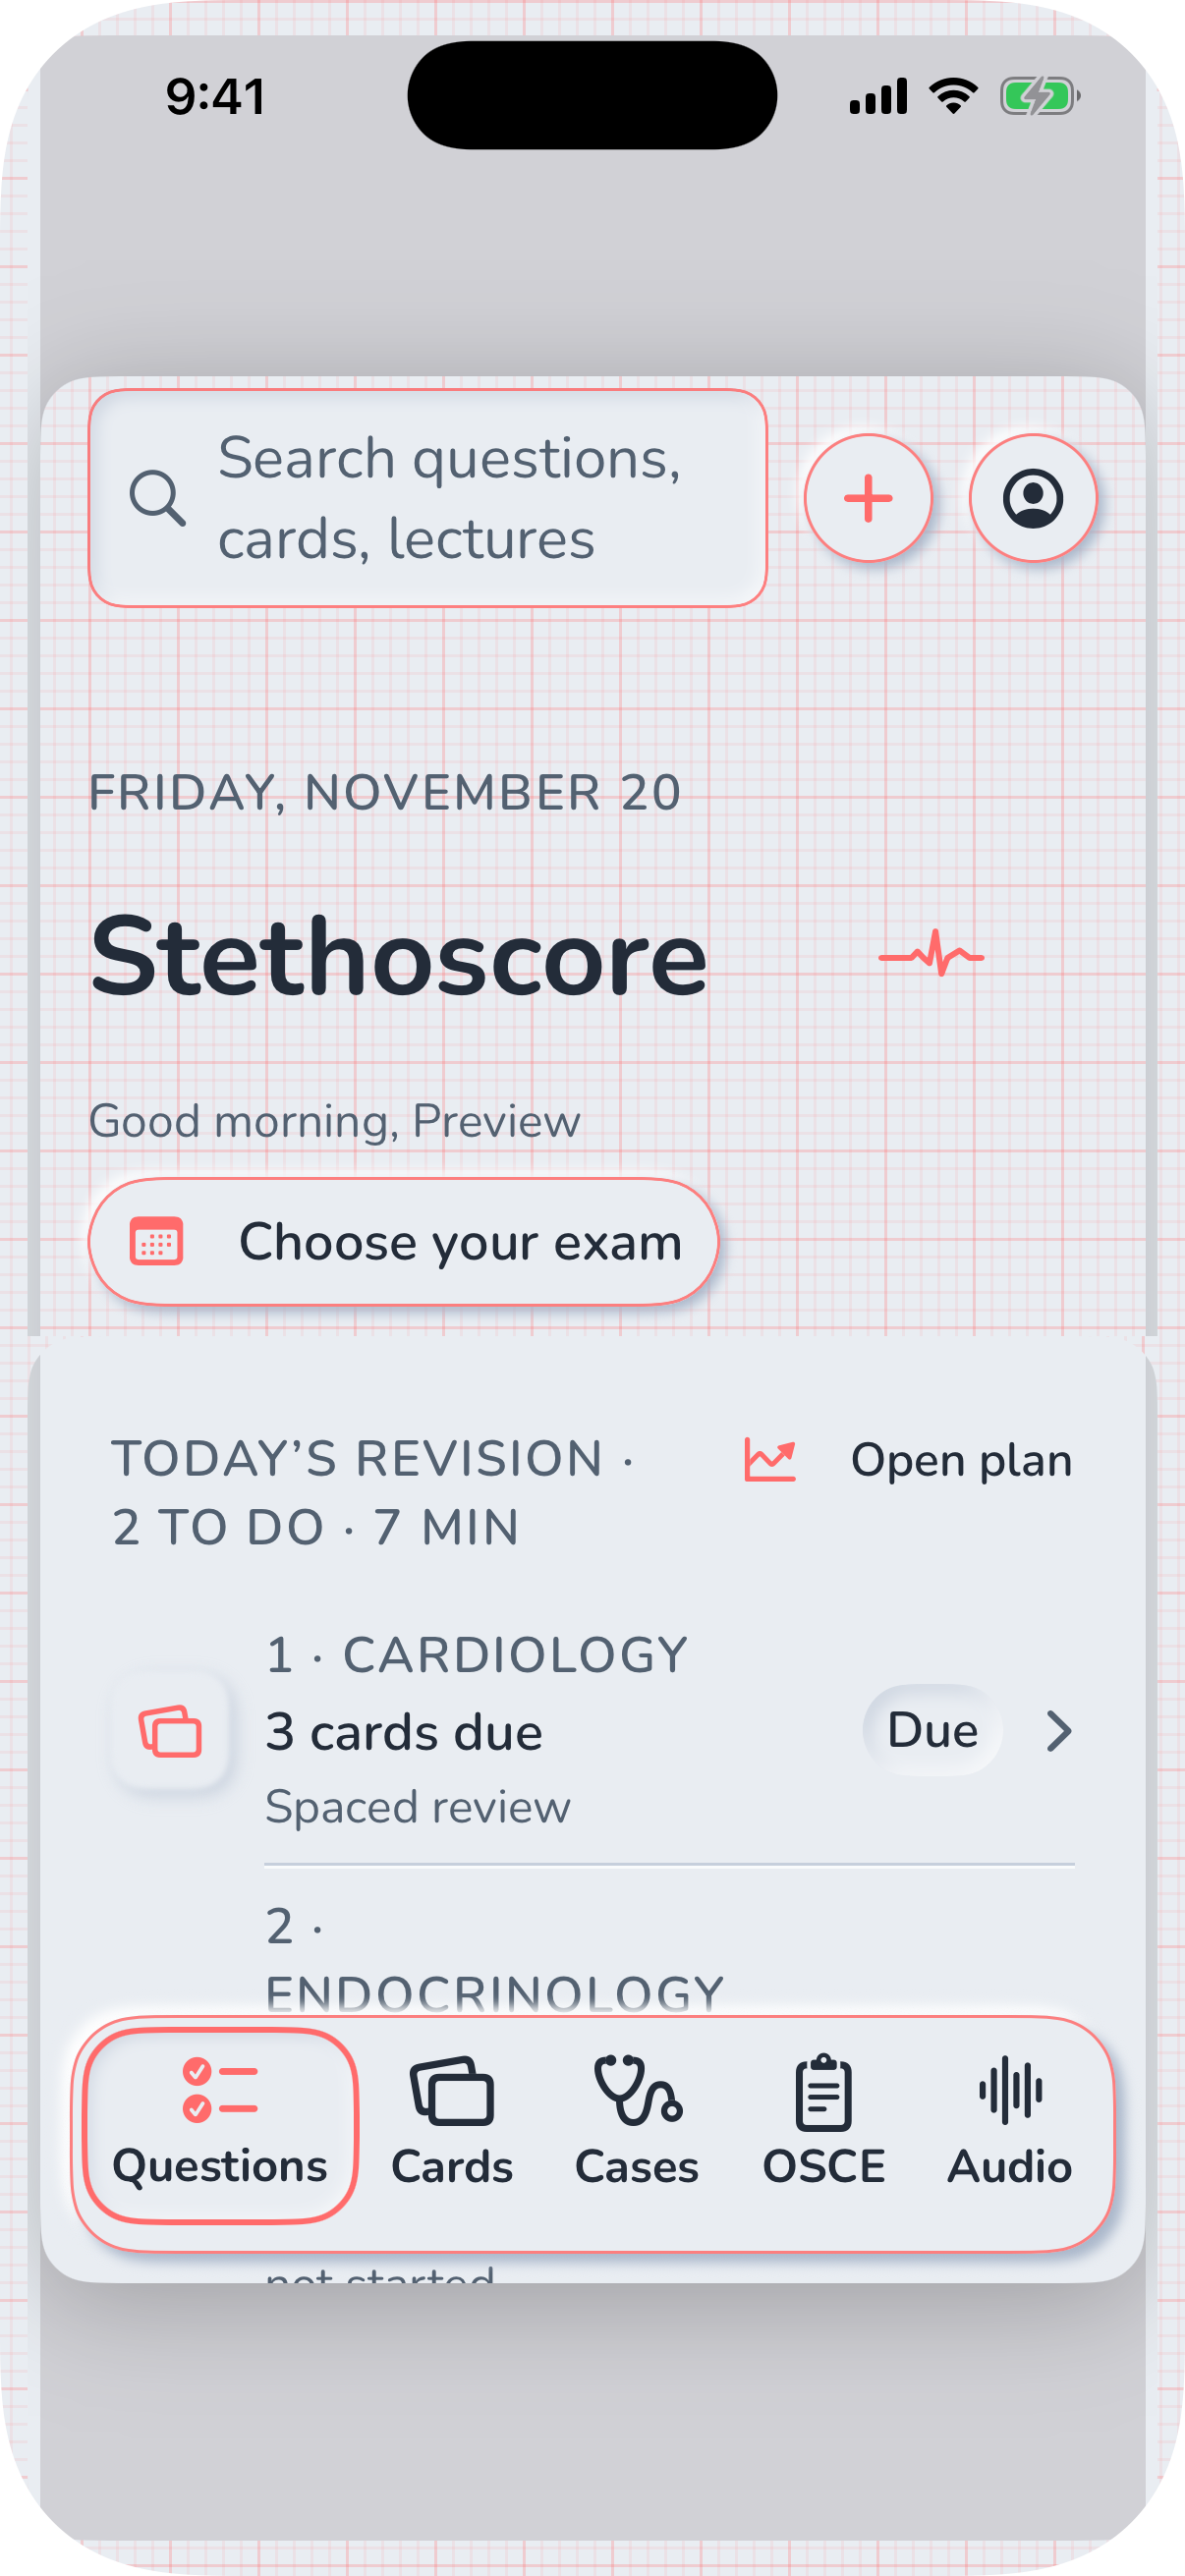 9:41
Search questions,
cards, lectures
FRIDAY, NOVEMBER 20
Stethoscore
Good morning, Preview
Choose your exam
TODAY’S REVISION ·
2 TO DO · 7 MIN
Open plan
1 · CARDIOLOGY
3 cards due
Spaced review
Due
2 ·
ENDOCRINOLOGY
Questions
Cards
Cases
OSCE
Audio
not started